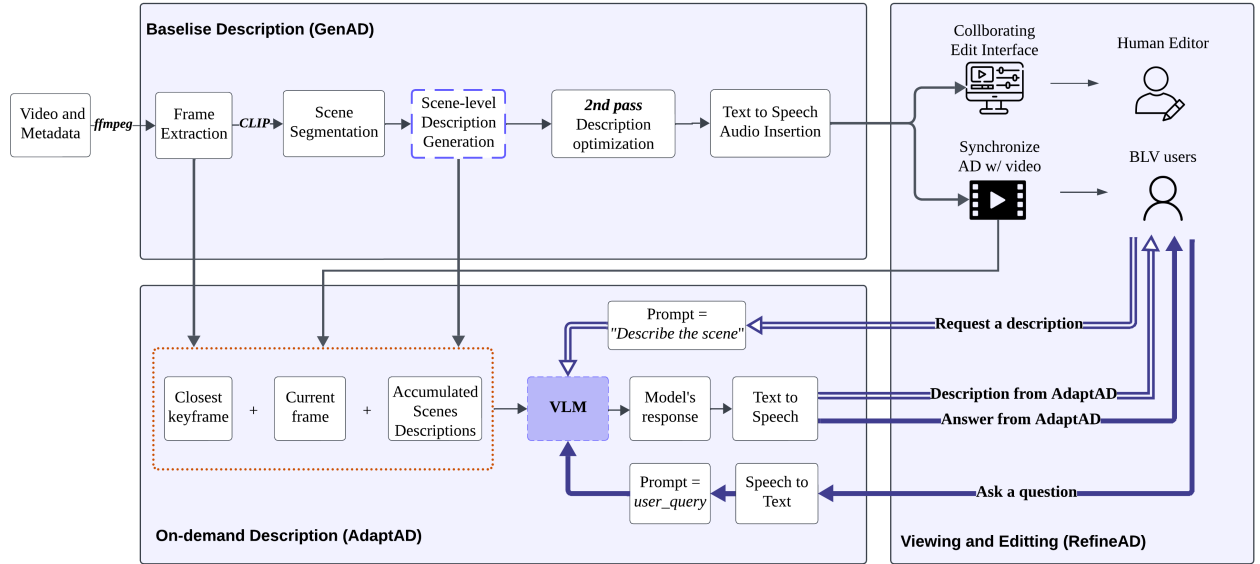 Baselise Description (GenAD)
Video and
Metadata
ffmpeg
Frame
Extraction
CLIP
Scene
Segmentation
Scene-level
Description
Generation
2nd pass
Description
optimization
Text to Speech
Audio Insertion
Collborating
Edit Interface
Human Editor
Synchronize
AD w/ video
BLV users
Prompt =
"Describe the scene"
Request a description
Closest
keyframe
+
Current
frame
+
Accumulated
Scenes
Descriptions
VLM
Model's
response
Text to
Speech
Description from AdaptAD
Answer from AdaptAD
Prompt =
user_query
Speech to
Text
Ask a question
On-demand Description (AdaptAD)
Viewing and Editting (RefineAD)